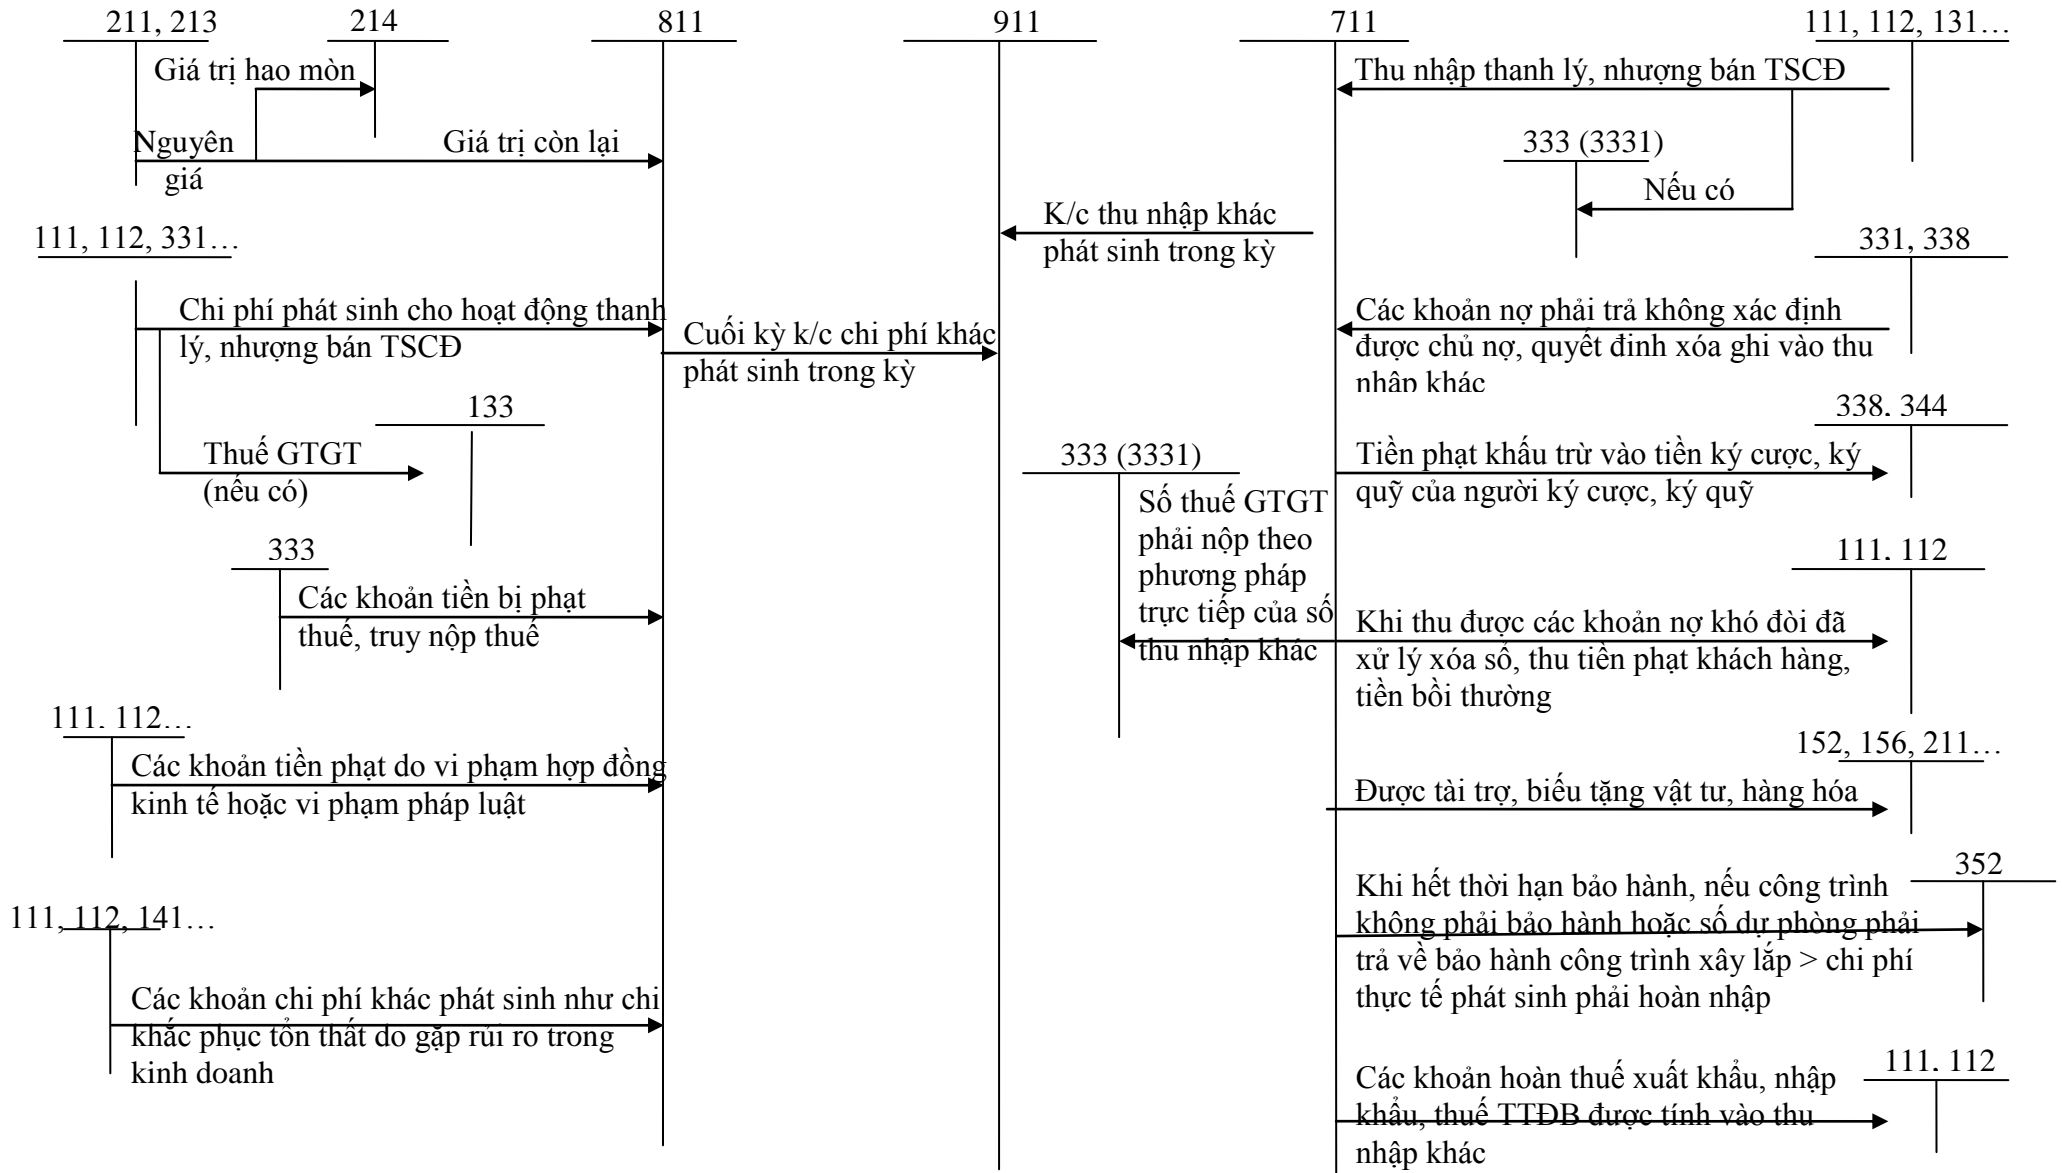 211, 213
214
811
911
711
111, 112, 131…
Giá trị hao mòn
Nguyên
giá
Giá trị còn lại
Thu nhập thanh lý, nhượng bán TSCĐ
333 (3331)
Nếu có
K/c thu nhập khác
phát sinh trong kỳ
111, 112, 331…
Chi phí phát sinh cho hoạt động thanh
lý, nhượng bán TSCĐ
Cuối kỳ k/c chi phí khác
phát sinh trong kỳ
331, 338
Các khoản nợ phải trả không xác định
được chủ nợ, quyết đinh xóa ghi vào thu
nhập khác
133
Thuế GTGT
(nếu có)
338, 344
Tiền phạt khấu trừ vào tiền ký cược, ký
quỹ của người ký cược, ký quỹ
333 (3331)
Số thuế GTGT
phải nộp theo
phương pháp
trực tiếp của số
thu nhập khác
333
Các khoản tiền bị phạt
thuế, truy nộp thuế
111, 112
Khi thu được các khoản nợ khó đòi đã
xử lý xóa sổ, thu tiền phạt khách hàng,
tiền bồi thường
111, 112…
Các khoản tiền phạt do vi phạm hợp đồng
kinh tế hoặc vi phạm pháp luật
152, 156, 211…
Được tài trợ, biếu tặng vật tư, hàng hóa
352
Khi hết thời hạn bảo hành, nếu công trình
không phải bảo hành hoặc số dự phòng phải
trả về bảo hành công trình xây lắp > chi phí
thực tế phát sinh phải hoàn nhập
111, 112, 141…
Các khoản chi phí khác phát sinh như chi
khắc phục tổn thất do gặp rủi ro trong
kinh doanh
111, 112
Các khoản hoàn thuế xuất khẩu, nhập
khẩu, thuế TTĐB được tính vào thu
nhập khác